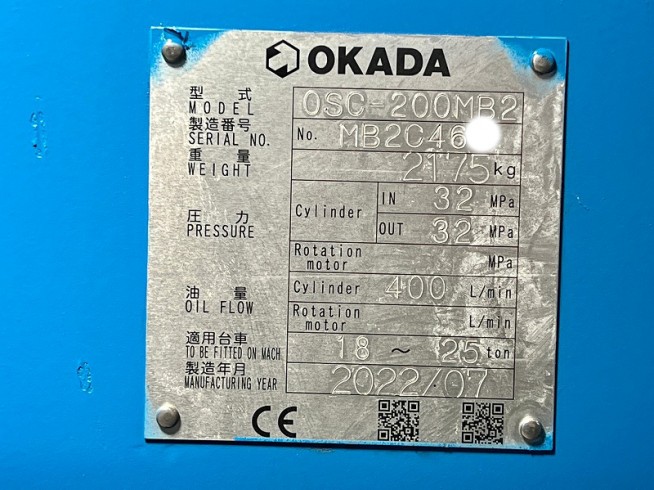 OKADA
型式 OSC-200MB2
MODEL
製造番号 No. MB2C46
SERIAL NO.
重量 2175kg
WEIGHT
圧力 Cylinder IN 32 MPa
PRESSURE OUT 32 MPa
Rotation motor MPa
油量 Cylinder 400 L/min
OIL FLOW Rotation motor L/min
適用台車 18 ~ 25 ton
TO BE FITTED ON MACH.
製造年月 2022/07
MANUFACTURING YEAR
CE